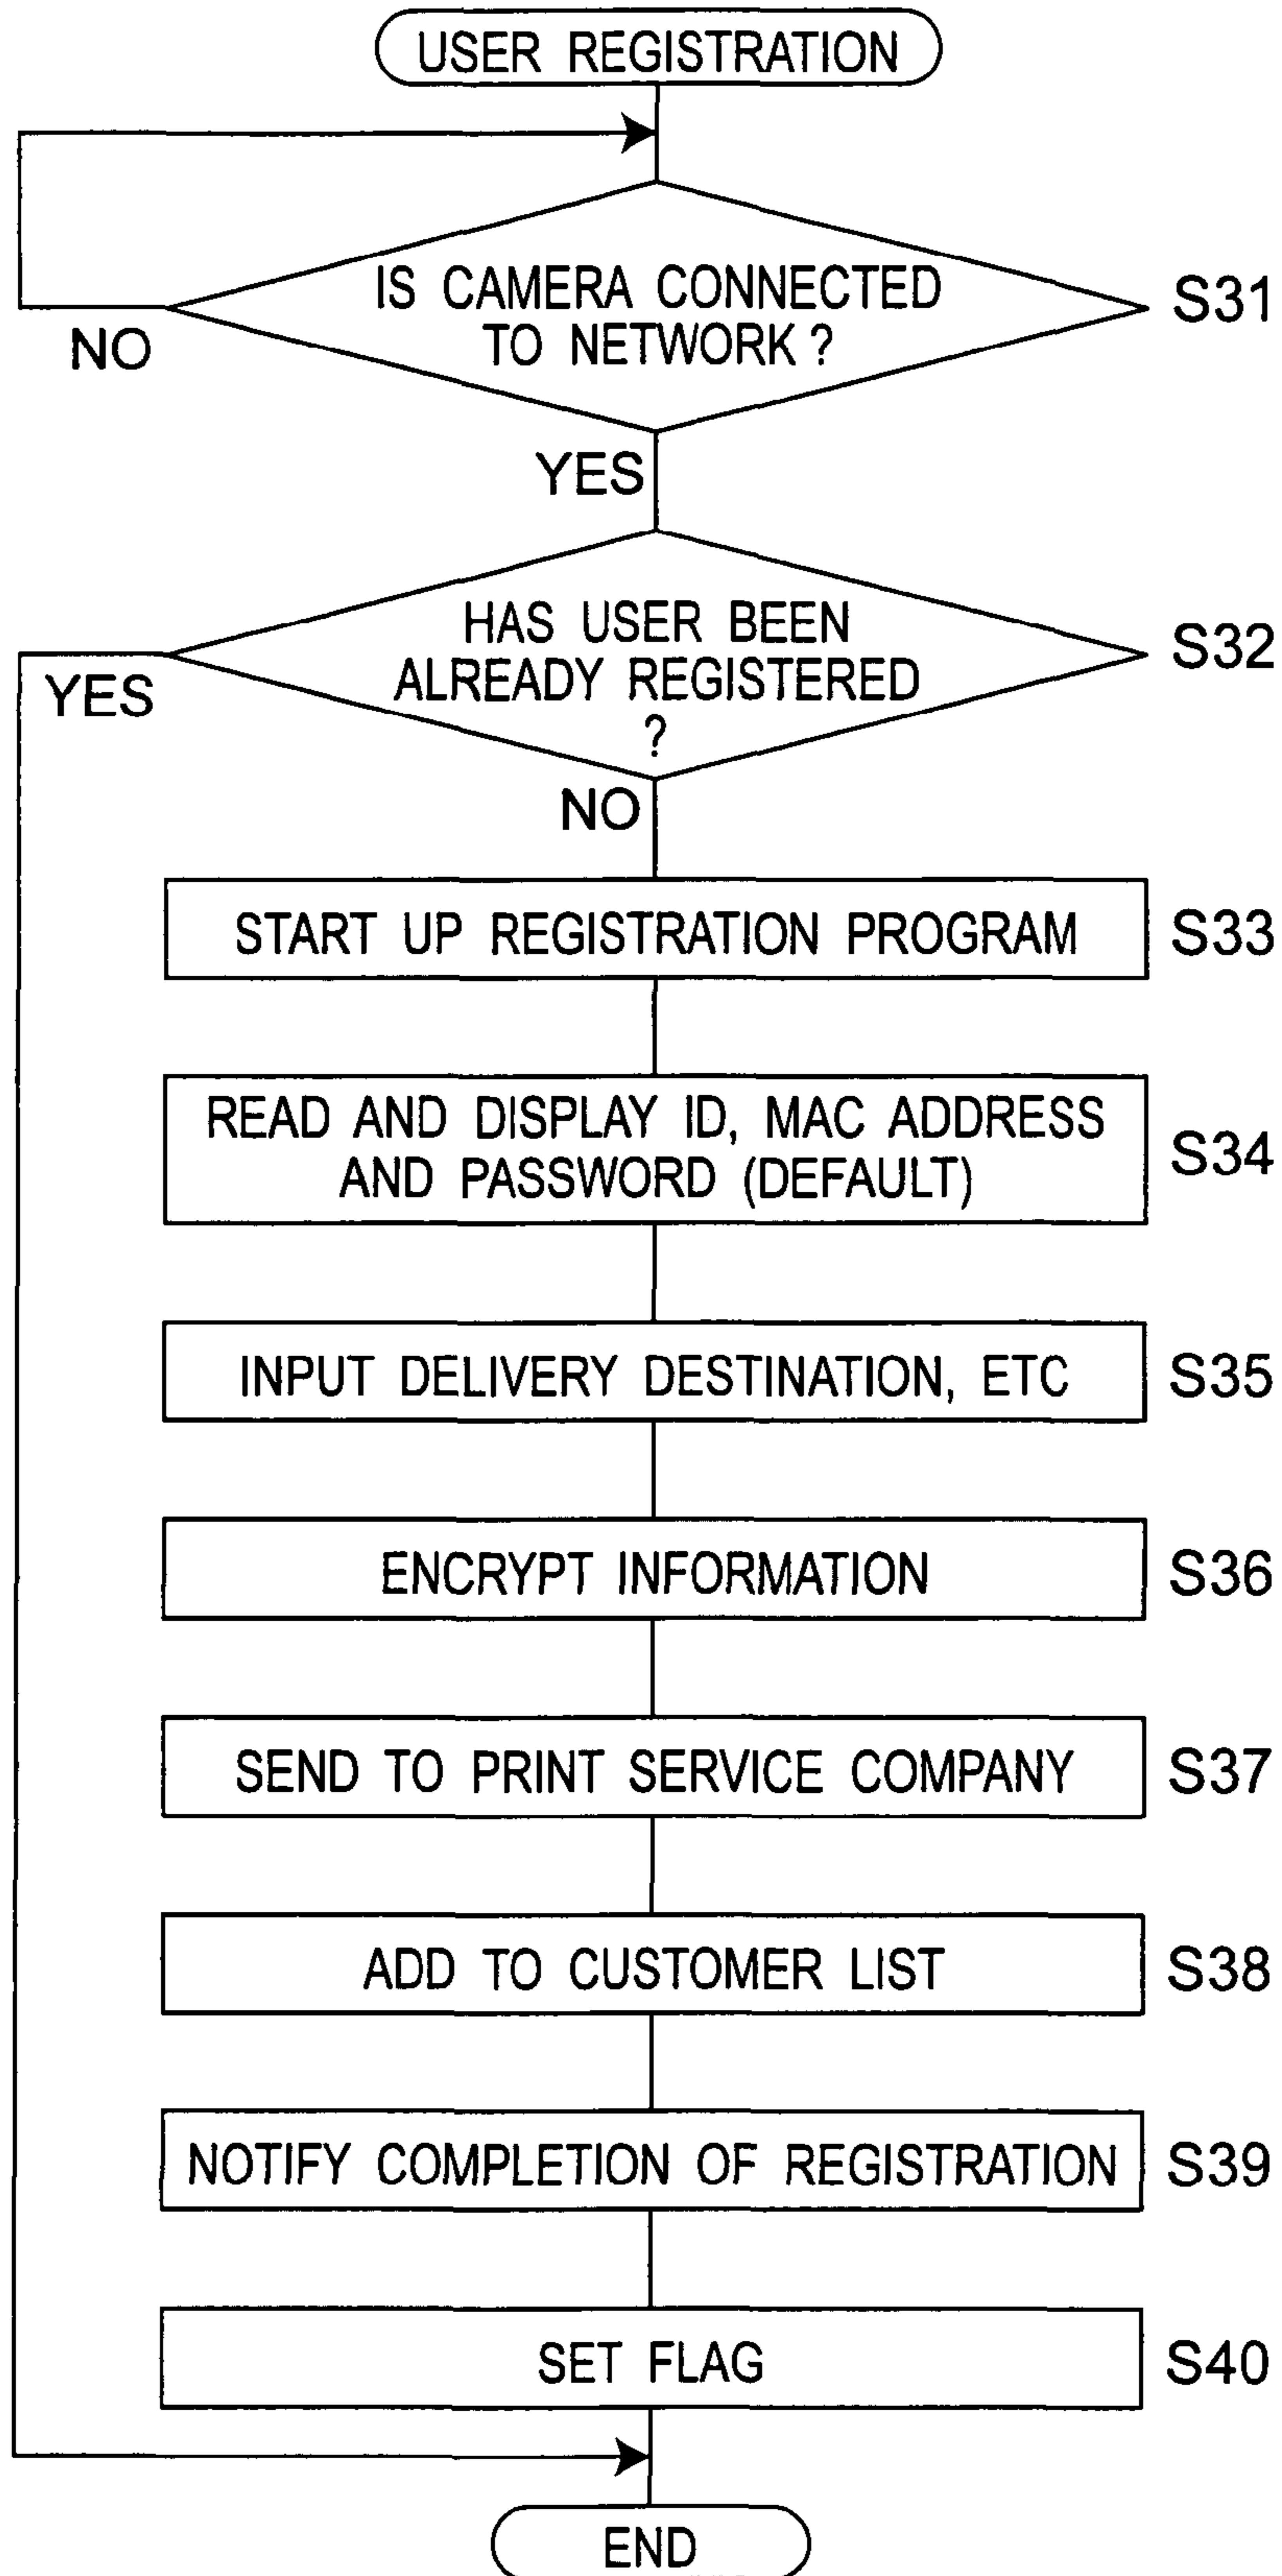 USER REGISTRATION
IS CAMERA CONNECTED
TO NETWORK ?
S31
NO
YES
HAS USER BEEN
ALREADY REGISTERED
?
S32
YES
NO
START UP REGISTRATION PROGRAM
S33
READ AND DISPLAY ID, MAC ADDRESS
AND PASSWORD (DEFAULT)
S34
INPUT DELIVERY DESTINATION, ETC
S35
ENCRYPT INFORMATION
S36
SEND TO PRINT SERVICE COMPANY
S37
ADD TO CUSTOMER LIST
S38
NOTIFY COMPLETION OF REGISTRATION
S39
SET FLAG
S40
END